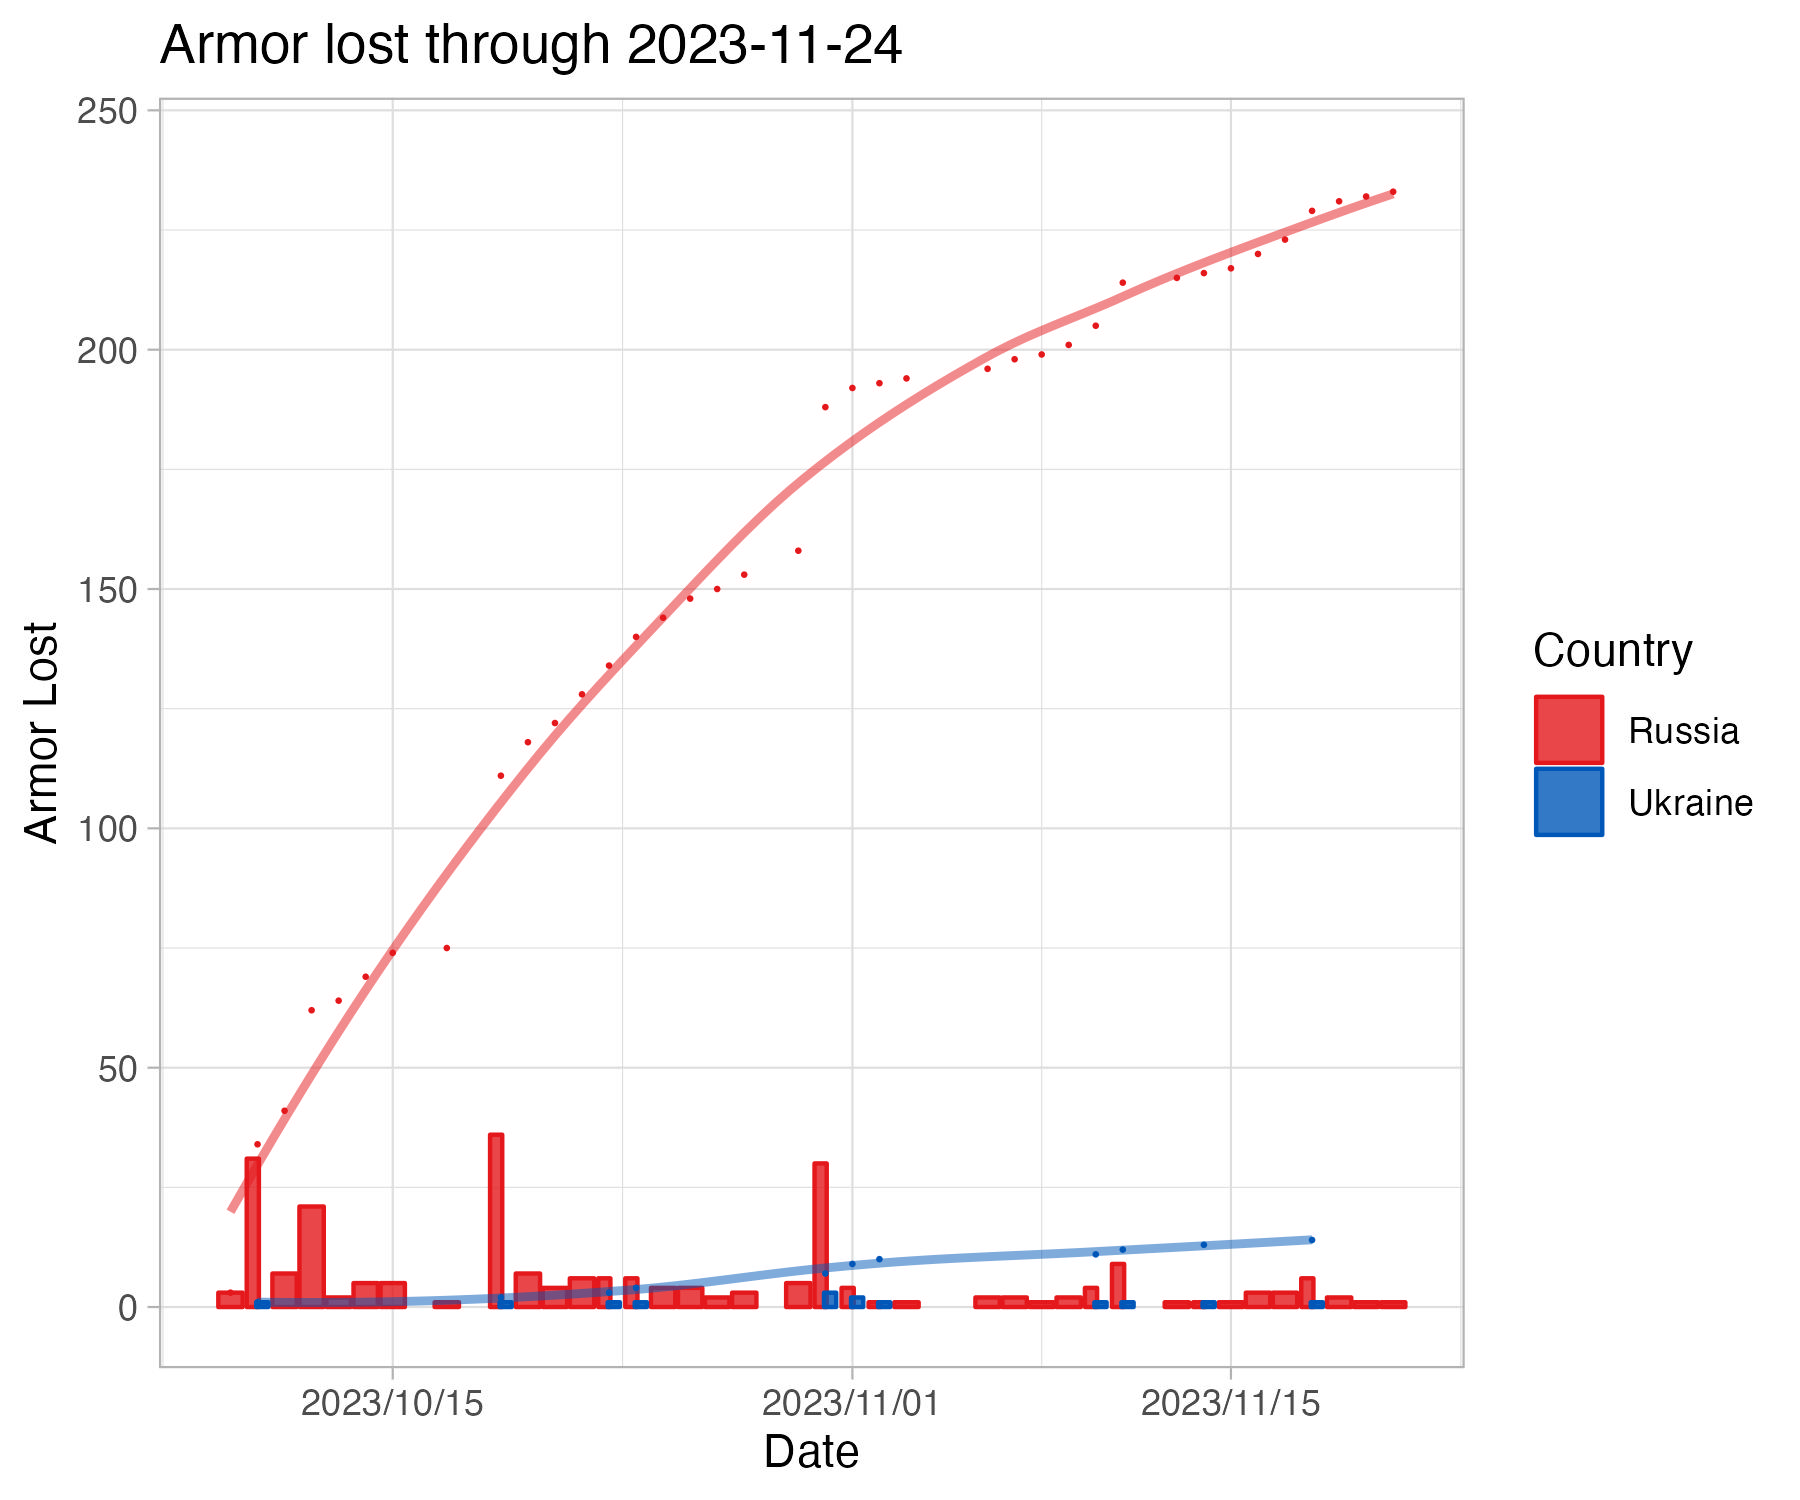 Armor lost through 2023-11-24
250
200
150
100
50
0
Armor Lost
2023/10/15
2023/11/01
2023/11/15
Date
Country
Russia
Ukraine